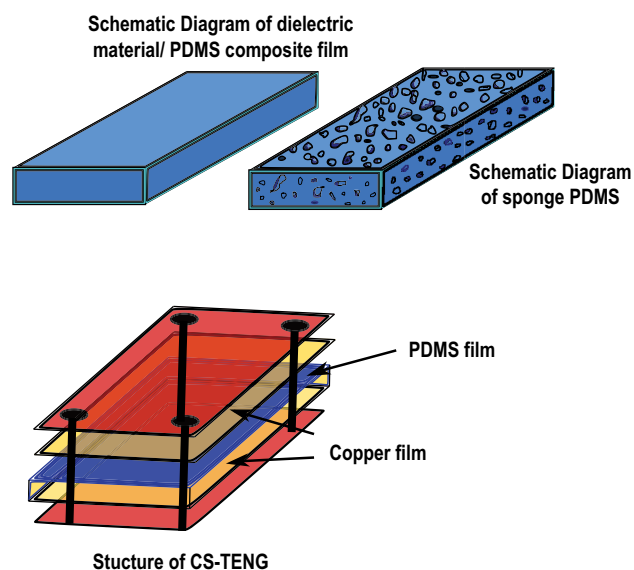 Schematic Diagram of dielectric
material/ PDMS composite film
Schematic Diagram
of sponge PDMS
PDMS film
Copper film
Stucture of CS-TENG